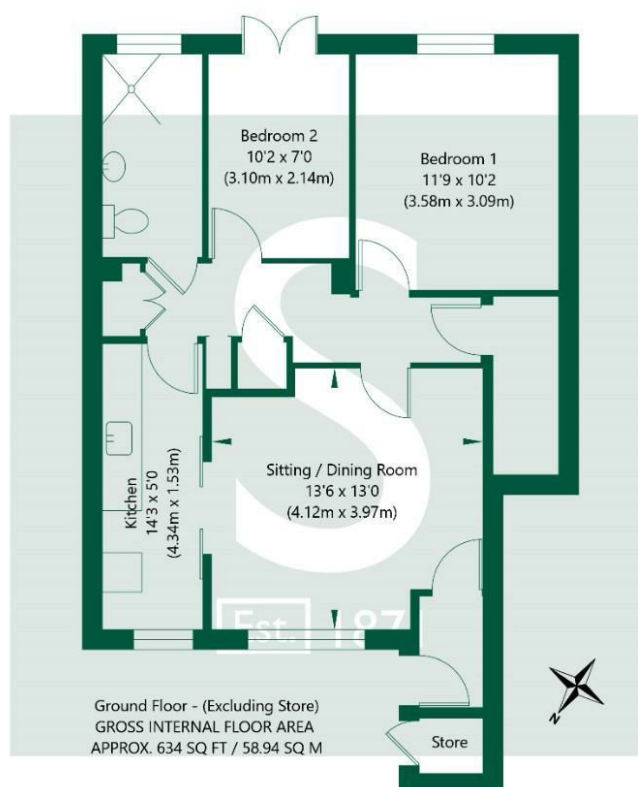 Bedroom 2
10'2 x 7'0
(3.10m x 2.14m)
Bedroom 1
11'9 x 10'2
(3.58m x 3.09m)
Kitchen
14'3 x 5'0
(4.34m x 1.53m)
Sitting / Dining Room
13'6 x 13'0
(4.12m x 3.97m)
S
Est. 187
Ground Floor - (Excluding Store)
GROSS INTERNAL FLOOR AREA
APPROX. 634 SQ FT / 58.94 SQ M
Store
N